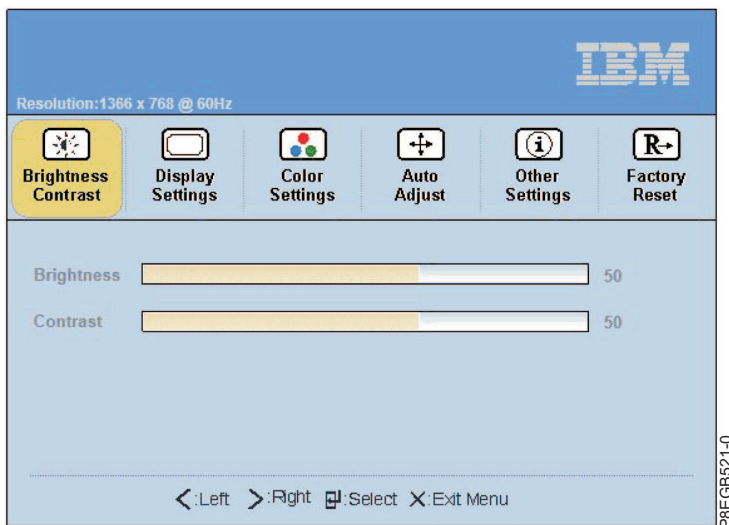 IBM
Resolution:1366 x 768 @ 60Hz
Brightness Contrast
Display Settings
Color Settings
Auto Adjust
i
Other Settings
R
Factory Reset
Brightness 50
Contrast 50
<:Left >:Right :Select X:Exit Menu
P8EGB521-0